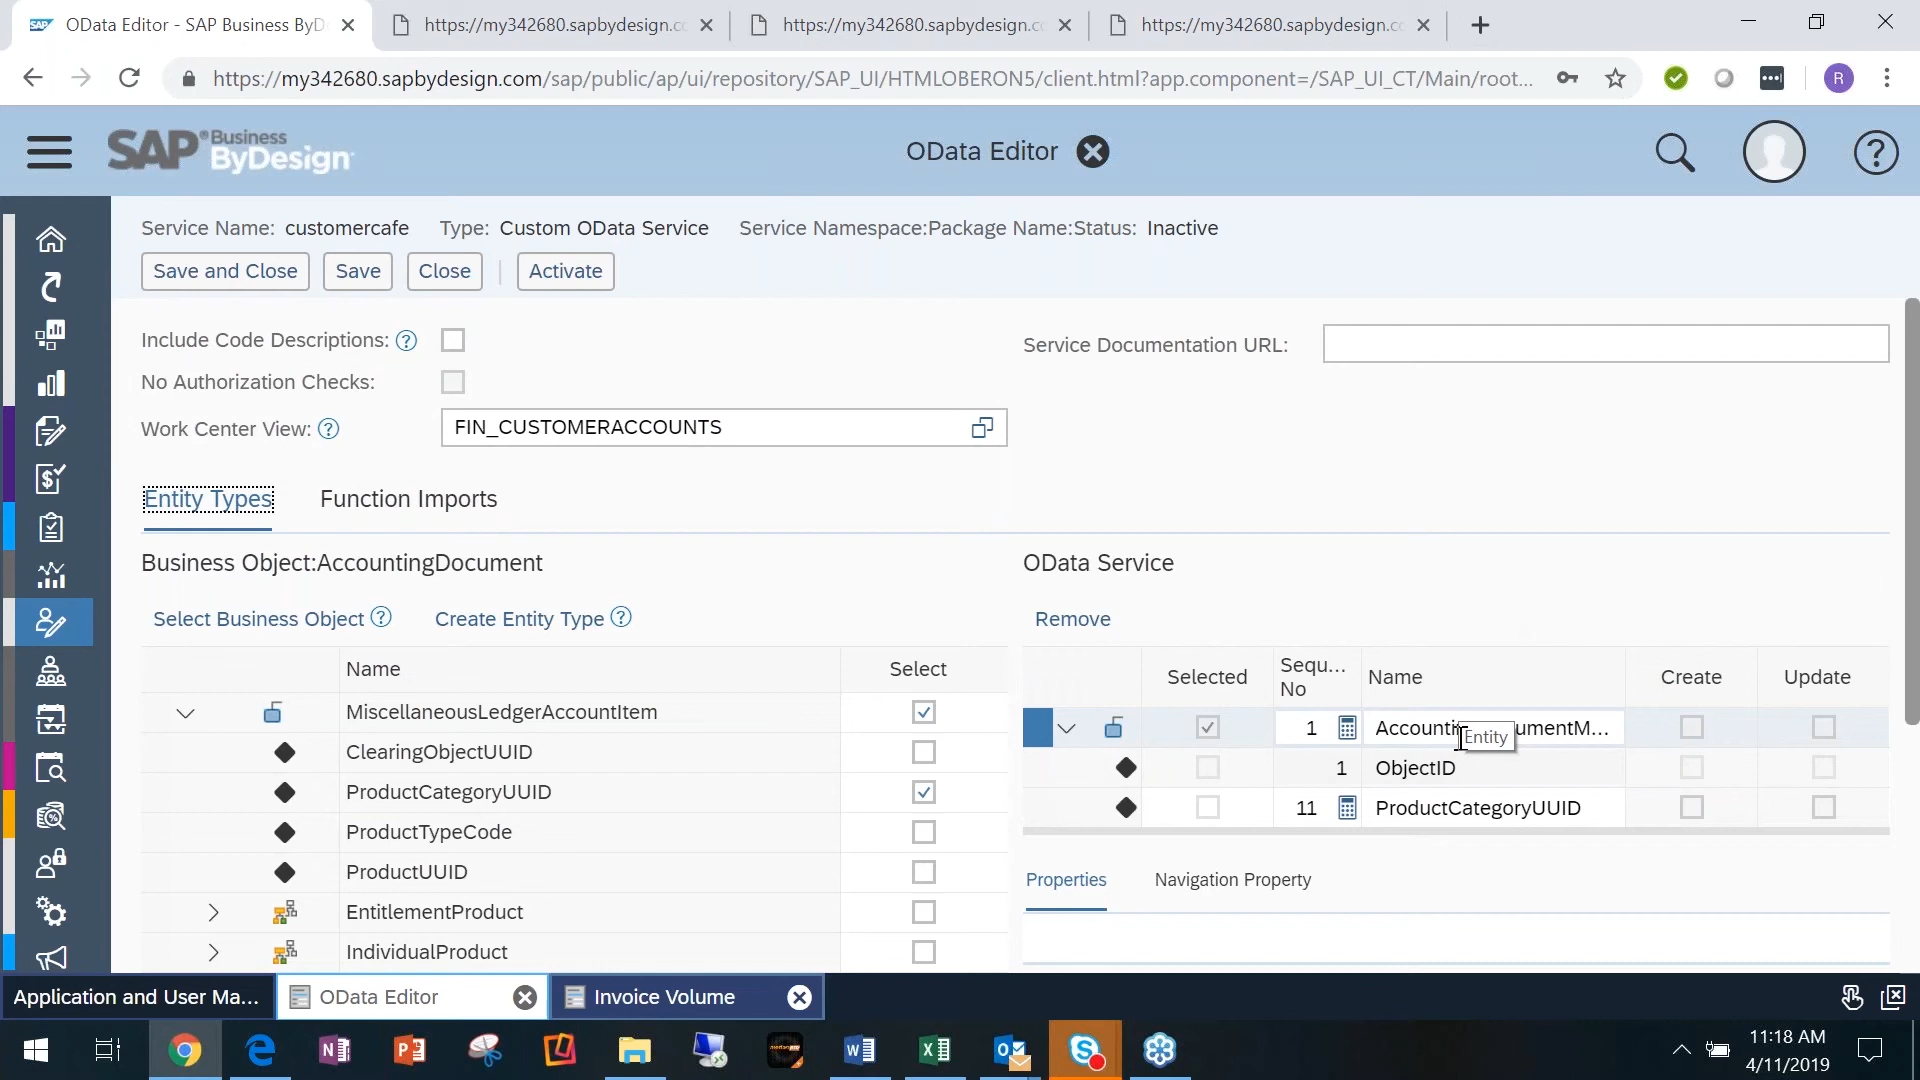 OData Editor - SAP Business ByD
https://my342680.sapbydesign.c
https://my342680.sapbydesign.c
https://my342680.sapbydesign.c
https://my342680.sapbydesign.com/sap/public/ap/ui/repository/SAP_UI/HTMLOBERON5/client.html?app.component=/SAP_UI_CT/Main/root...
R
SAP® Business ByDesign
OData Editor
Service Name: customercafe Type: Custom OData Service Service Namespace:Package Name:Status: Inactive
Save and Close Save Close Activate
Include Code Descriptions:
Service Documentation URL:
No Authorization Checks:
Work Center View: FIN_CUSTOMERACCOUNTS
Entity Types Function Imports
Business Object:AccountingDocument
OData Service
Select Business Object Create Entity Type
Remove
Name Select
Selected Sequ... No Name Create Update
MiscellaneousLedgerAccountItem
ClearingObjectUUID
ProductCategoryUUID
ProductTypeCode
ProductUUID
EntitlementProduct
IndividualProduct
1 Accounti umentM...
Entity
1 ObjectID
11 ProductCategoryUUID
Properties Navigation Property
Application and User Ma... OData Editor Invoice Volume
11:18 AM
4/11/2019